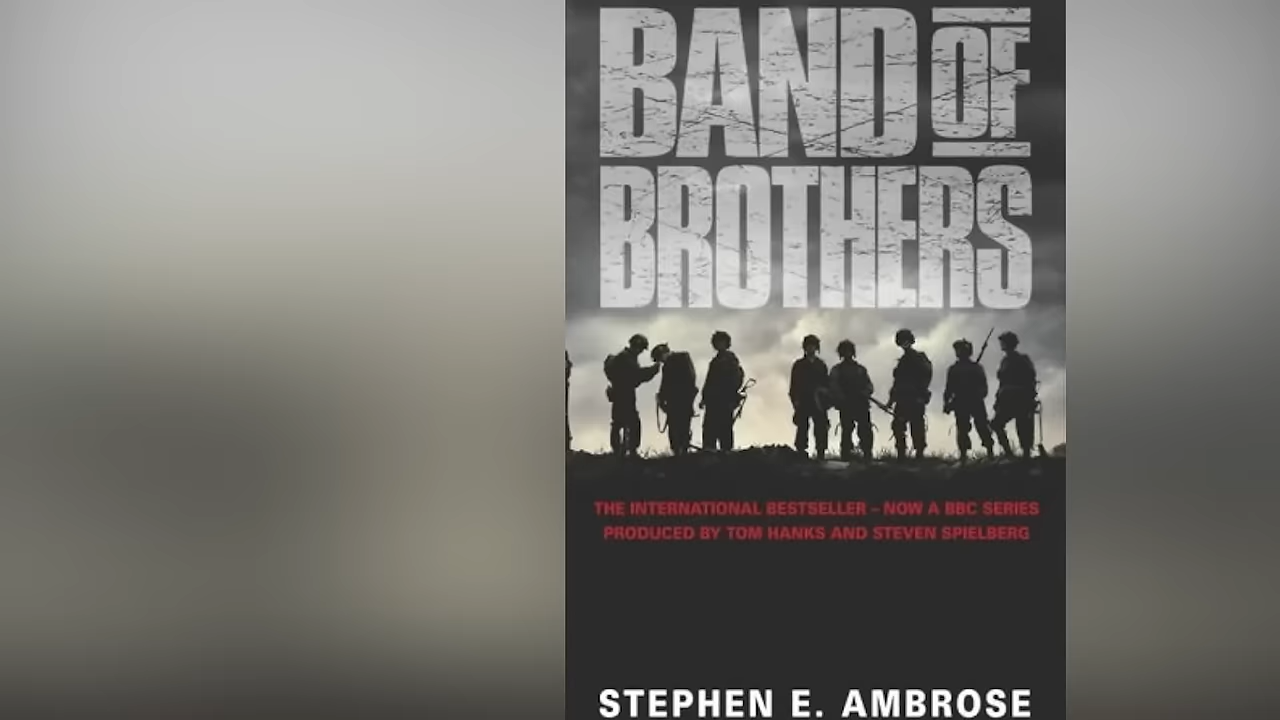 BAND OF
BROTHERS
THE INTERNATIONAL BESTSELLER – NOW A BBC SERIES
PRODUCED BY TOM HANKS AND STEVEN SPIELBERG
STEPHEN E. AMBROSE